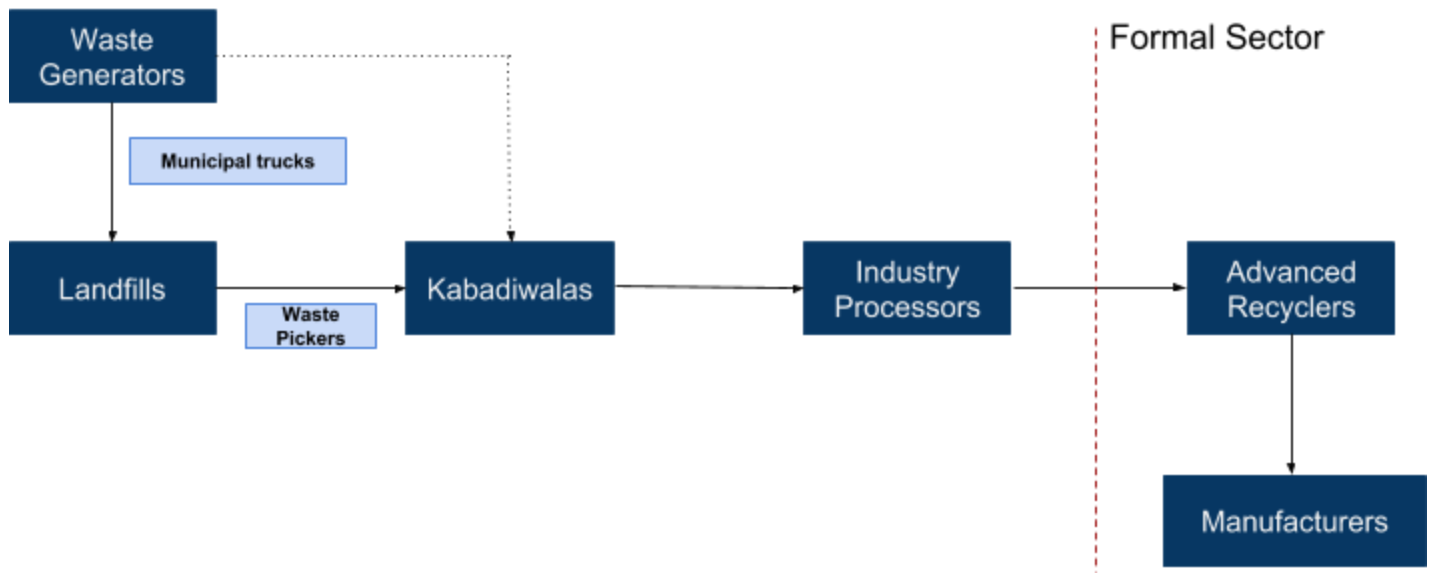 Waste
Generators
Formal Sector
Municipal trucks
Landfills
Waste
Pickers
Kabadiwalas
Industry
Processors
Advanced
Recyclers
Manufacturers